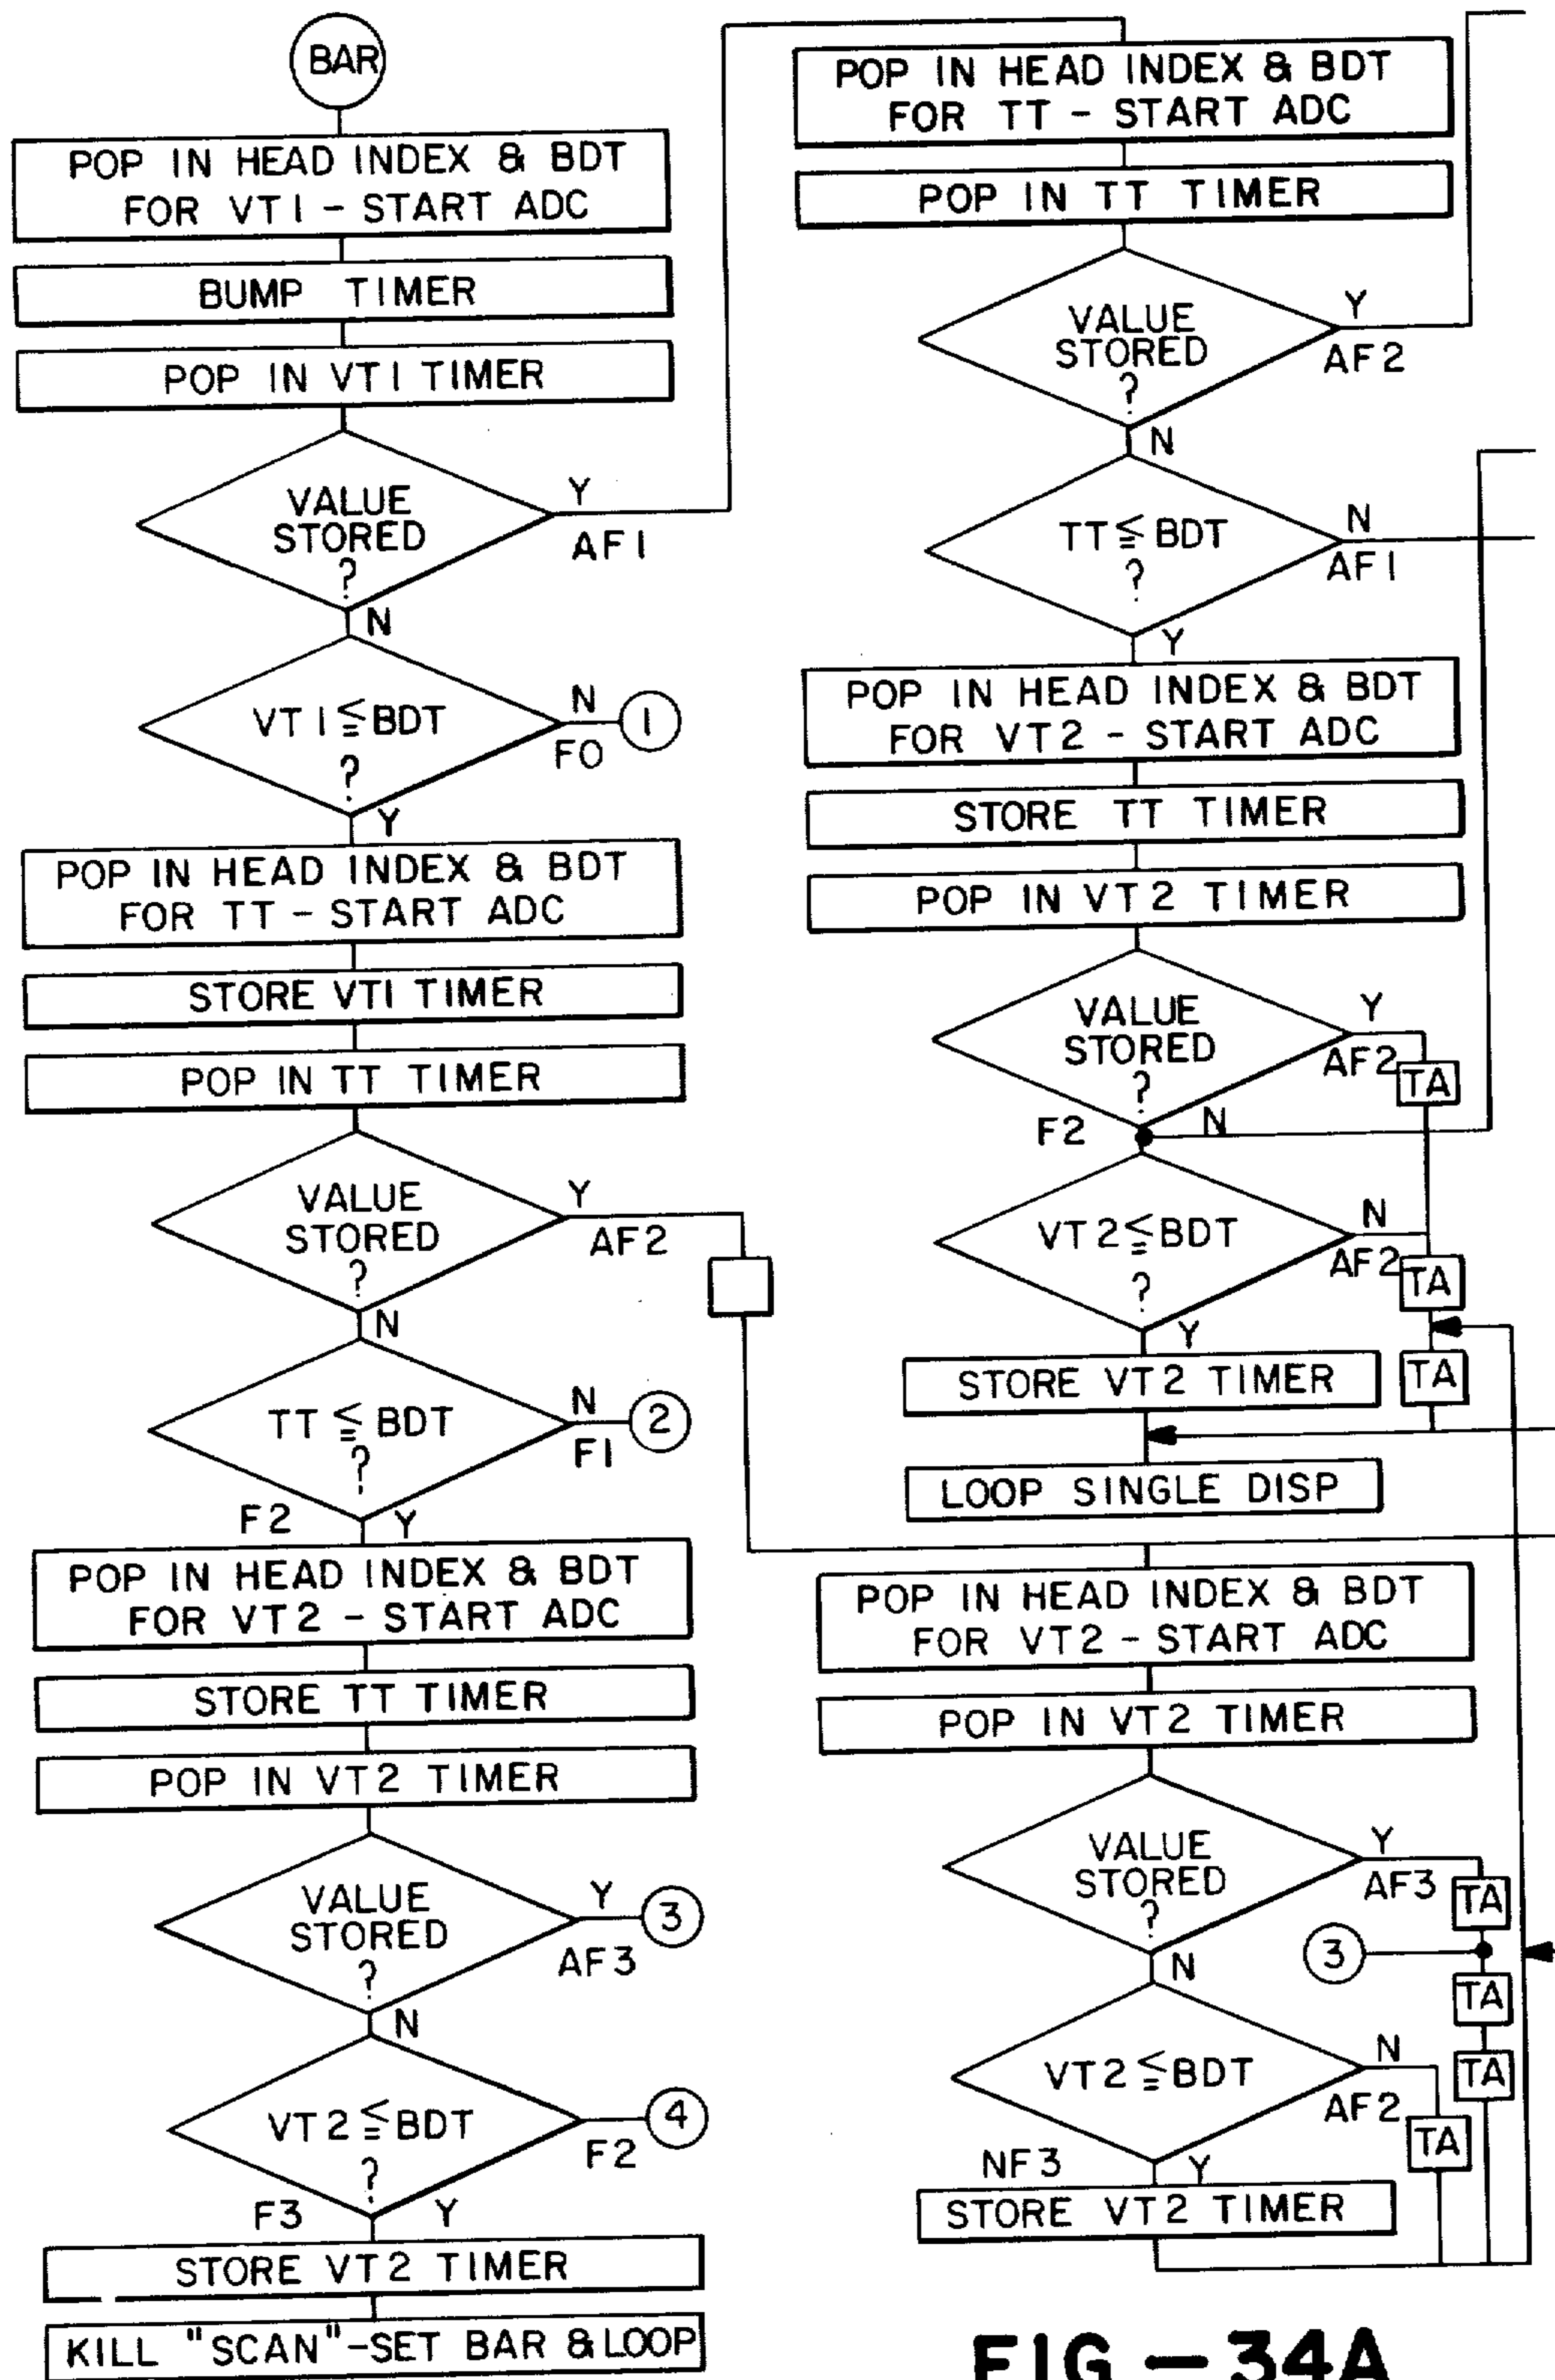 BAR
POP IN HEAD INDEX & BDT
FOR VT1 - START ADC
BUMP TIMER
POP IN VT1 TIMER
VALUE
STORED
?
Y
AF1
N
VT1 ≦ BDT
?
N
F0
1
Y
POP IN HEAD INDEX & BDT
FOR TT - START ADC
STORE VT1 TIMER
POP IN TT TIMER
VALUE
STORED
?
Y
AF2
N
TT ≦ BDT
?
N
F1
2
F2
Y
POP IN HEAD INDEX & BDT
FOR VT2 - START ADC
STORE TT TIMER
POP IN VT2 TIMER
VALUE
STORED
?
Y
AF3
3
N
VT2 ≦ BDT
?
F2
4
F3
Y
STORE VT2 TIMER
KILL "SCAN"-SET BAR & LOOP
POP IN HEAD INDEX & BDT
FOR TT - START ADC
POP IN TT TIMER
VALUE
STORED
?
Y
AF2
N
TT ≦ BDT
?
N
AF1
Y
POP IN HEAD INDEX & BDT
FOR VT2 - START ADC
STORE TT TIMER
POP IN VT2 TIMER
VALUE
STORED
?
Y
AF2
TA
F2
N
VT2 ≦ BDT
?
N
AF2
TA
Y
STORE VT2 TIMER
TA
LOOP SINGLE DISP
POP IN HEAD INDEX & BDT
FOR VT2 - START ADC
POP IN VT2 TIMER
VALUE
STORED
?
Y
AF3
TA
3
N
TA
VT2 ≦ BDT
N
TA
AF2
TA
NF3
Y
STORE VT2 TIMER
FIG - 34A